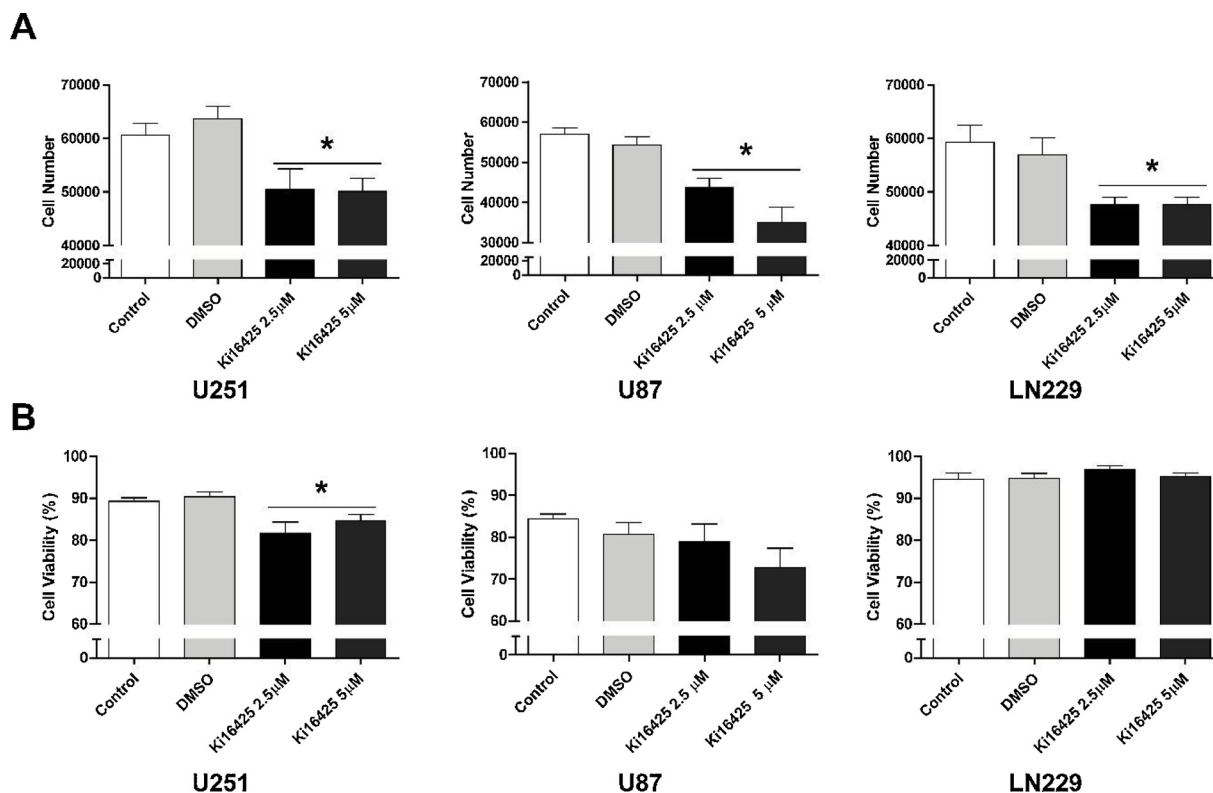 A
Cell Number
70000
60000
50000
40000
20000
0
*
Control
DMSO
Ki16425 2.5μM
Ki16425 5μM
U251
Cell Number
70000
60000
50000
40000
30000
20000
0
*
Control
DMSO
Ki16425 2.5 μM
Ki16425 5 μM
U87
Cell Number
70000
60000
50000
40000
20000
0
*
Control
DMSO
Ki16425 2.5μM
Ki16425 5μM
LN229
B
Cell Viability (%)
100
90
80
70
60
0
*
Control
DMSO
Ki16425 2.5μM
Ki16425 5μM
U251
Cell Viability (%)
100
90
80
70
60
0
Control
DMSO
Ki16425 2.5 μM
Ki16425 5 μM
U87
Cell Viability (%)
100
90
80
70
60
0
Control
DMSO
Ki16425 2.5μM
Ki16425 5μM
LN229